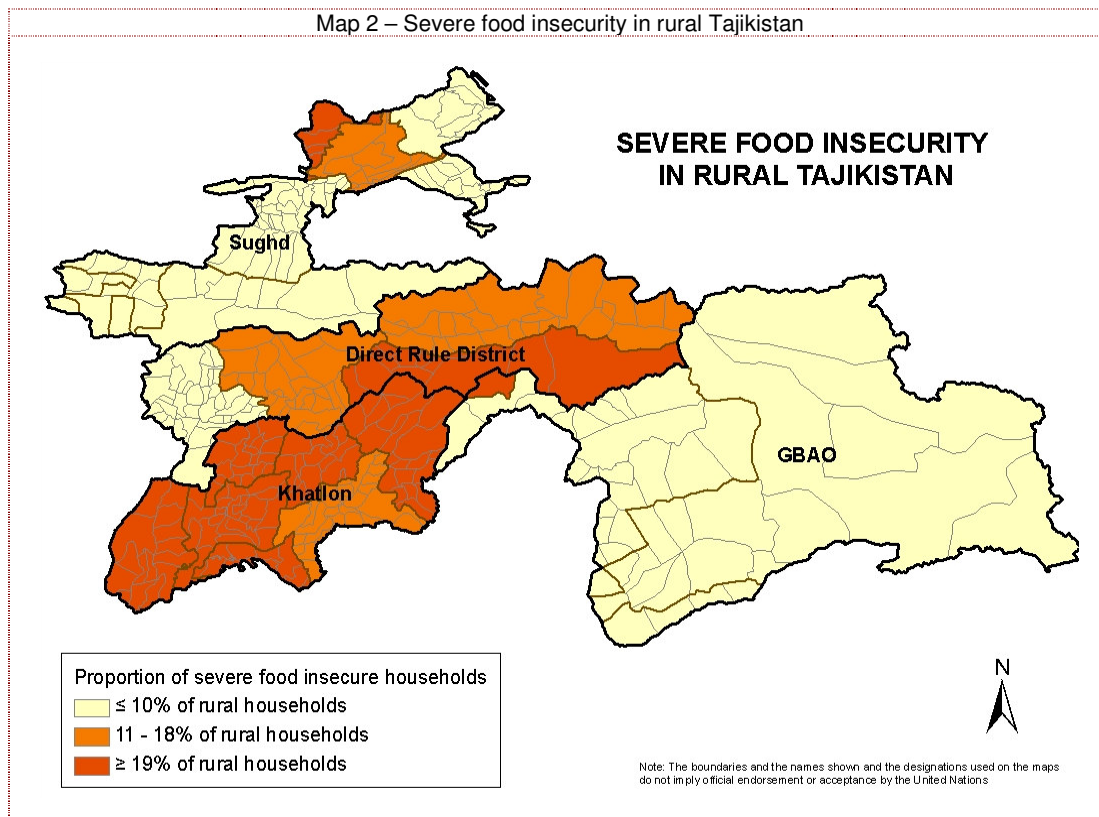 Map 2 – Severe food insecurity in rural Tajikistan
SEVERE FOOD INSECURITY
IN RURAL TAJIKISTAN
Sughd
Direct Rule District
GBAO
Khatlon
Proportion of severe food insecure households
≤ 10% of rural households
11 - 18% of rural households
≥ 19% of rural households
N
Note: The boundaries and the names shown and the designations used on the maps
do not imply official endorsement or acceptance by the United Nations